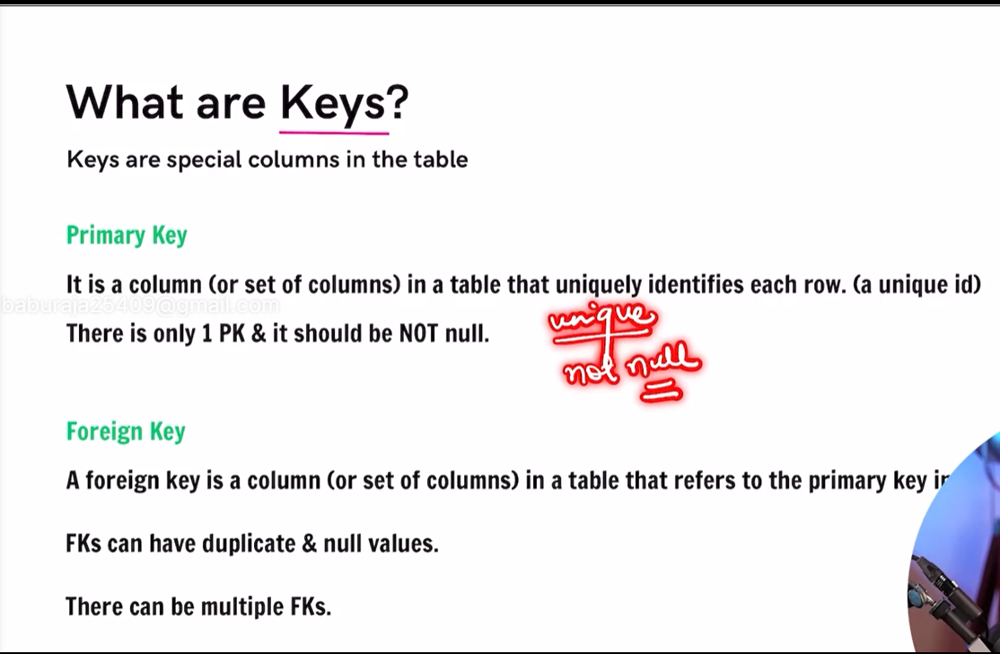 What are Keys?
Keys are special columns in the table
Primary Key
It is a column (or set of columns) in a table that uniquely identifies each row. (a unique id)
baburaja25409@gmail.com
There is only 1 PK & it should be NOT null.
unique
not null
Foreign Key
A foreign key is a column (or set of columns) in a table that refers to the primary key
FKs can have duplicate & null values.
There can be multiple FKs.